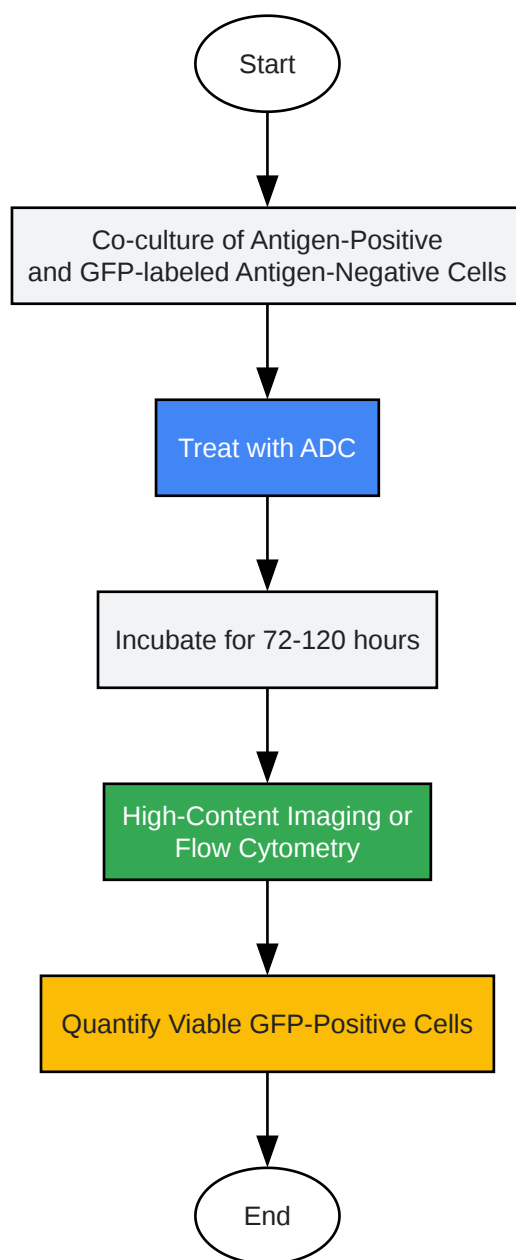 Start
Co-culture of Antigen-Positive
and GFP-labeled Antigen-Negative Cells
Treat with ADC
Incubate for 72-120 hours
High-Content Imaging or
Flow Cytometry
Quantify Viable GFP-Positive Cells
End